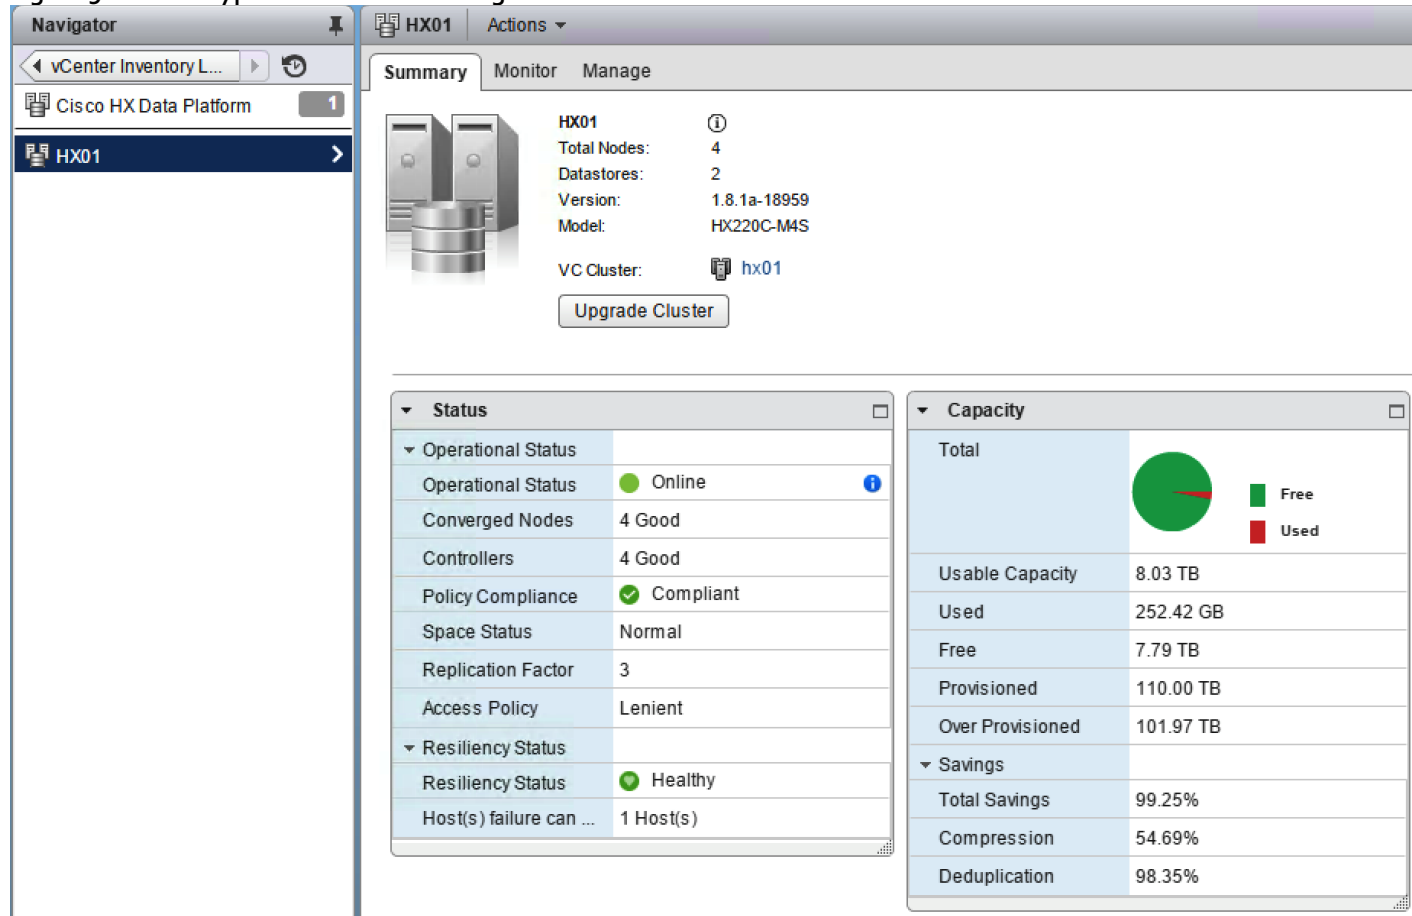 Navigator
vCenter Inventory L...
Cisco HX Data Platform 1
HX01
HX01 Actions
Summary Monitor Manage
HX01
Total Nodes: 4
Datastores: 2
Version: 1.8.1a-18959
Model: HX220C-M4S
VC Cluster: hx01
Upgrade Cluster
Status
Operational Status
Operational Status Online
Converged Nodes 4 Good
Controllers 4 Good
Policy Compliance Compliant
Space Status Normal
Replication Factor 3
Access Policy Lenient
Resiliency Status
Resiliency Status Healthy
Host(s) failure can ... 1 Host(s)
Capacity
Total
Free
Used
Usable Capacity 8.03 TB
Used 252.42 GB
Free 7.79 TB
Provisioned 110.00 TB
Over Provisioned 101.97 TB
Savings
Total Savings 99.25%
Compression 54.69%
Deduplication 98.35%